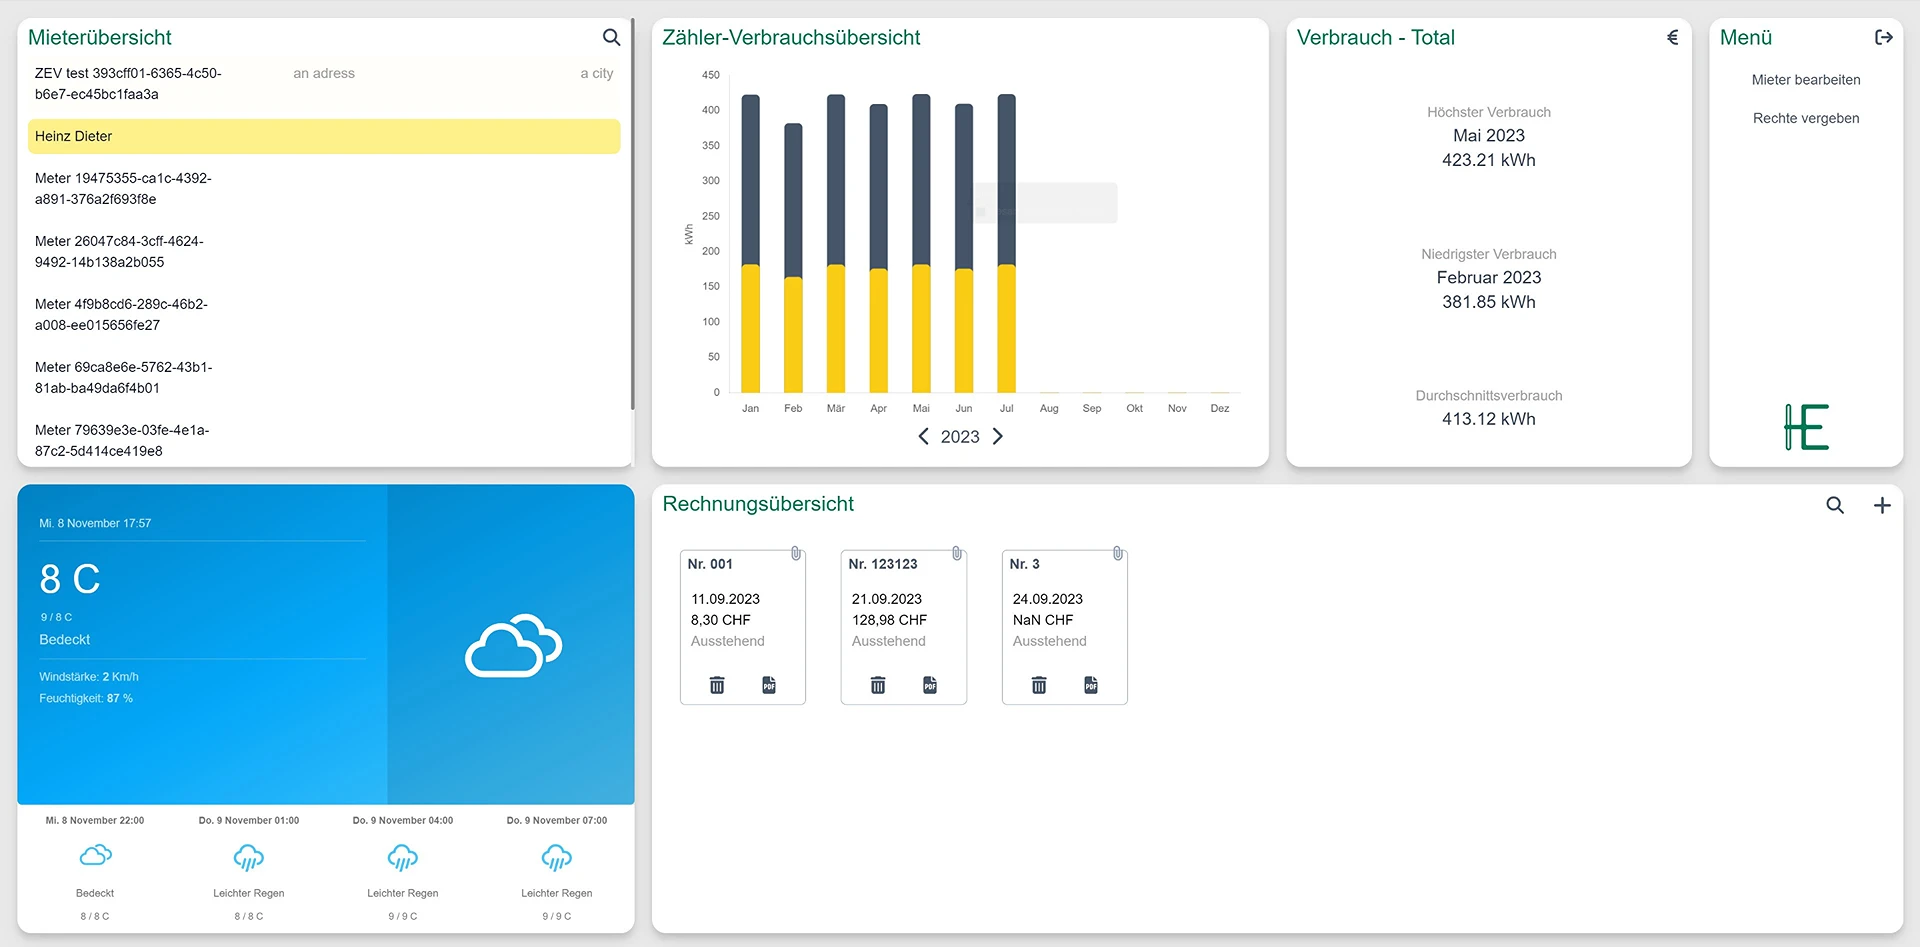 Mieterübersicht
ZEV test 393cff01-6365-4c50-
b6e7-ec45bc1faa3a
an adress
a city
Heinz Dieter
Meter 19475355-ca1c-4392-
a891-376a2f693f8e
Meter 26047c84-3cff-4624-
9492-14b138a2b055
Meter 4f9b8cd6-289c-46b2-
a008-ee015656fe27
Meter 69ca8e6e-5762-43b1-
81ab-ba49da6f4b01
Meter 79639e3e-03fe-4e1a-
87c2-5d414ce419e8
Zähler-Verbrauchsübersicht
450
400
350
300
250
200
150
100
50
0
kWh
Jan Feb Mär Apr Mai Jun Jul Aug Sep Okt Nov Dez
2023
Verbrauch - Total
€
Höchster Verbrauch
Mai 2023
423.21 kWh
Niedrigster Verbrauch
Februar 2023
381.85 kWh
Durchschnittsverbrauch
413.12 kWh
Menü
Mieter bearbeiten
Rechte vergeben
HE
Mi. 8 November 17:57
8 C
9 / 8 C
Bedeckt
Windstärke: 2 Km/h
Feuchtigkeit: 87 %
Mi. 8 November 22:00
Bedeckt
8 / 8 C
Do. 9 November 01:00
Leichter Regen
8 / 8 C
Do. 9 November 04:00
Leichter Regen
9 / 9 C
Do. 9 November 07:00
Leichter Regen
9 / 9 C
Rechnungsübersicht
Nr. 001
11.09.2023
8,30 CHF
Ausstehend
PDF
Nr. 123123
21.09.2023
128,98 CHF
Ausstehend
PDF
Nr. 3
24.09.2023
NaN CHF
Ausstehend
PDF